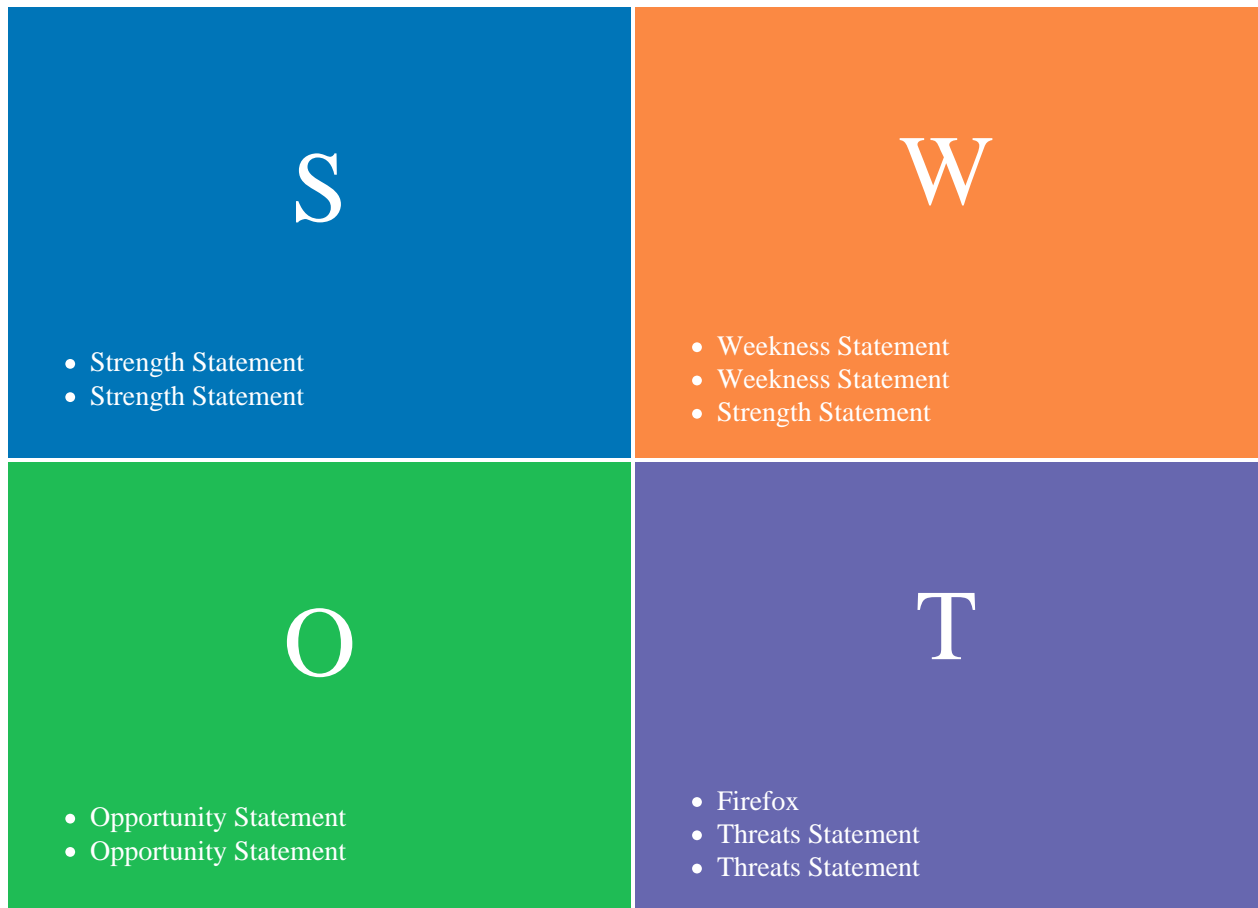 S
• Strength Statement
• Strength Statement
W
• Weekness Statement
• Weekness Statement
• Strength Statement
O
• Opportunity Statement
• Opportunity Statement
T
• Firefox
• Threats Statement
• Threats Statement